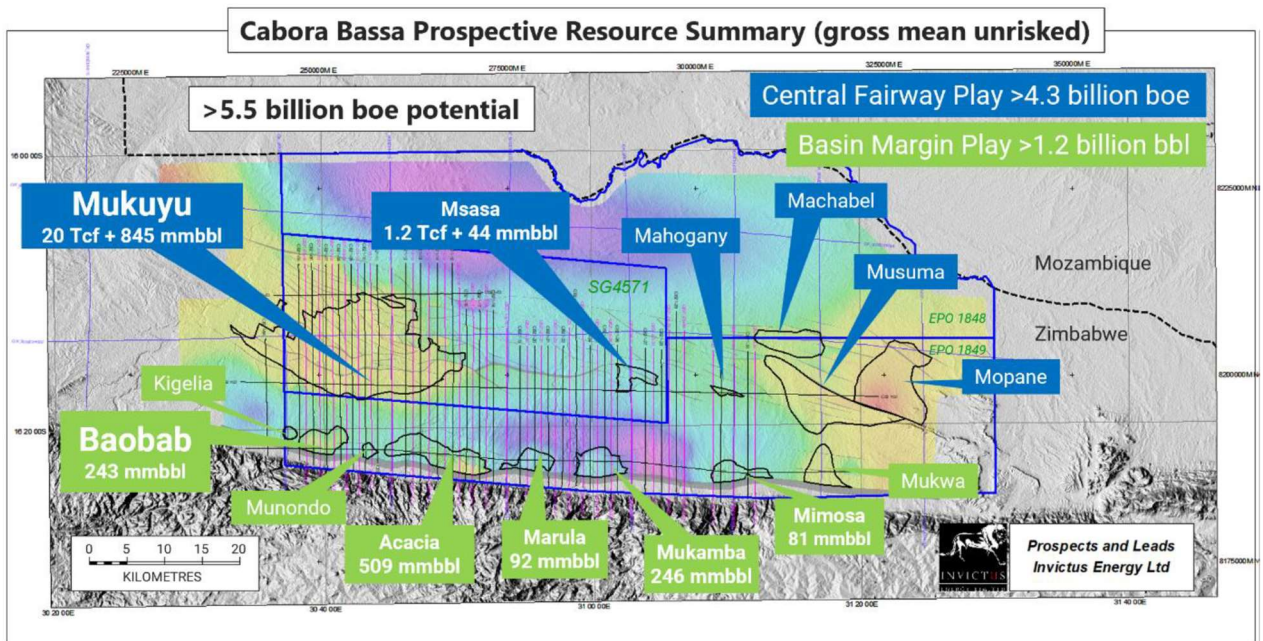 Cabora Bassa Prospective Resource Summary (gross mean unrisked)
225000M E
250000M E
275000M E
300000M E
325000M E
350000M E
>5.5 billion boe potential
Central Fairway Play >4.3 billion boe
Basin Margin Play >1.2 billion bbl
16 00 00S
8225000M N
Mukuyu
20 Tcf + 845 mmbbl
Msasa
1.2 Tcf + 44 mmbbl
Mahogany
Machabel
Musuma
Mozambique
SG4571
EPO 1848
Zimbabwe
EPO 1849
8200000M N
Mopane
Kigelia
16 20 00S
Baobab
243 mmbbl
Munondo
Acacia
509 mmbbl
Marula
92 mmbbl
Mukamba
246 mmbbl
Mimosa
81 mmbbl
Mukwa
0 5 10 15 20
KILOMETRES
INVICTUS
Prospects and Leads
Invictus Energy Ltd
8175000M N
30 20 00E
30 40 00E
31 00 00E
31 20 00E
31 40 00E